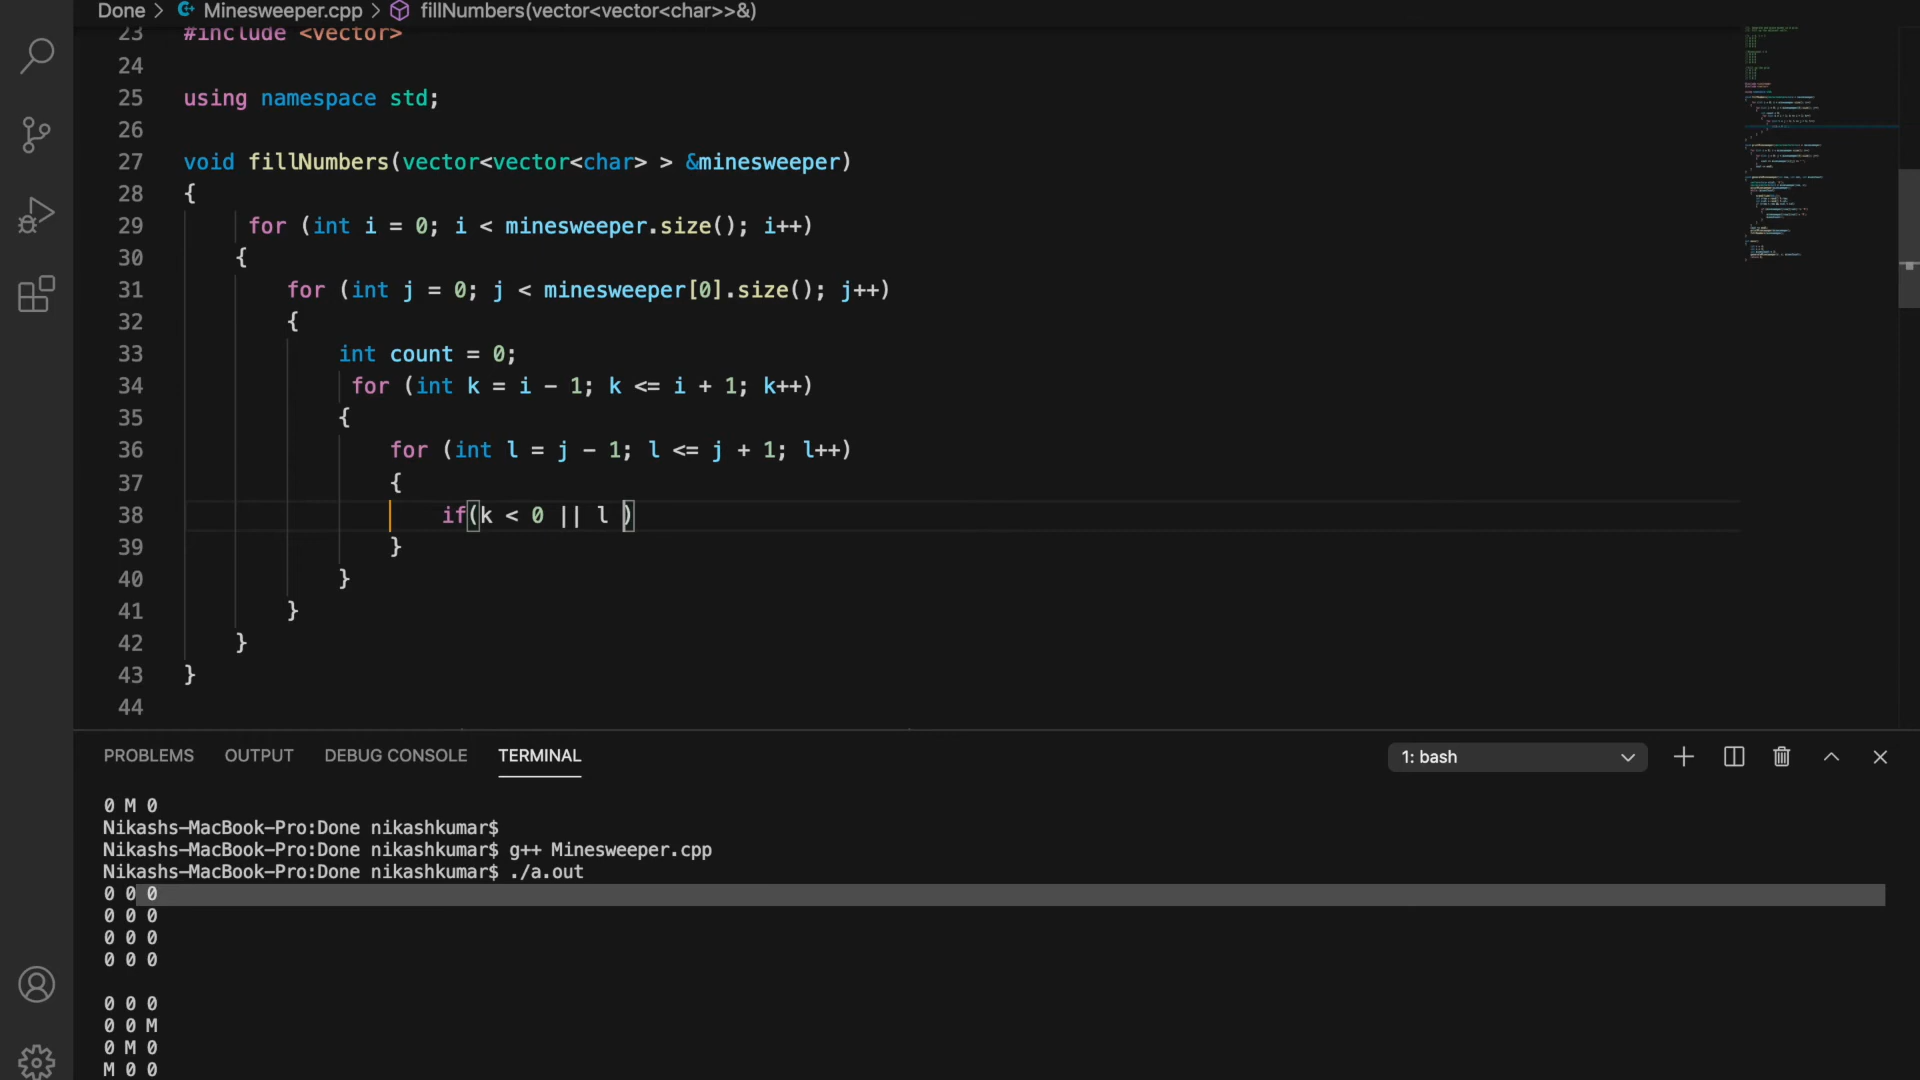 Done > Minesweeper.cpp > fillNumbers(vector<vector<char>>&)
23 #include <vector>
24
25 using namespace std;
26
27 void fillNumbers(vector<vector<char> > &minesweeper)
28 {
29 for (int i = 0; i < minesweeper.size(); i++)
30 {
31 for (int j = 0; j < minesweeper[0].size(); j++)
32 {
33 int count = 0;
34 for (int k = i - 1; k <= i + 1; k++)
35 {
36 for (int l = j - 1; l <= j + 1; l++)
37 {
38 if(k < 0 || l )
39 }
40 }
41 }
42 }
43 }
44
PROBLEMS OUTPUT DEBUG CONSOLE TERMINAL 1: bash
0 M 0
Nikashs-MacBook-Pro:Done nikashkumar$
Nikashs-MacBook-Pro:Done nikashkumar$ g++ Minesweeper.cpp
Nikashs-MacBook-Pro:Done nikashkumar$ ./a.out
0 0 0
0 0 0
0 0 0
0 0 0
0 0 0
0 0 M
0 M 0
M 0 0